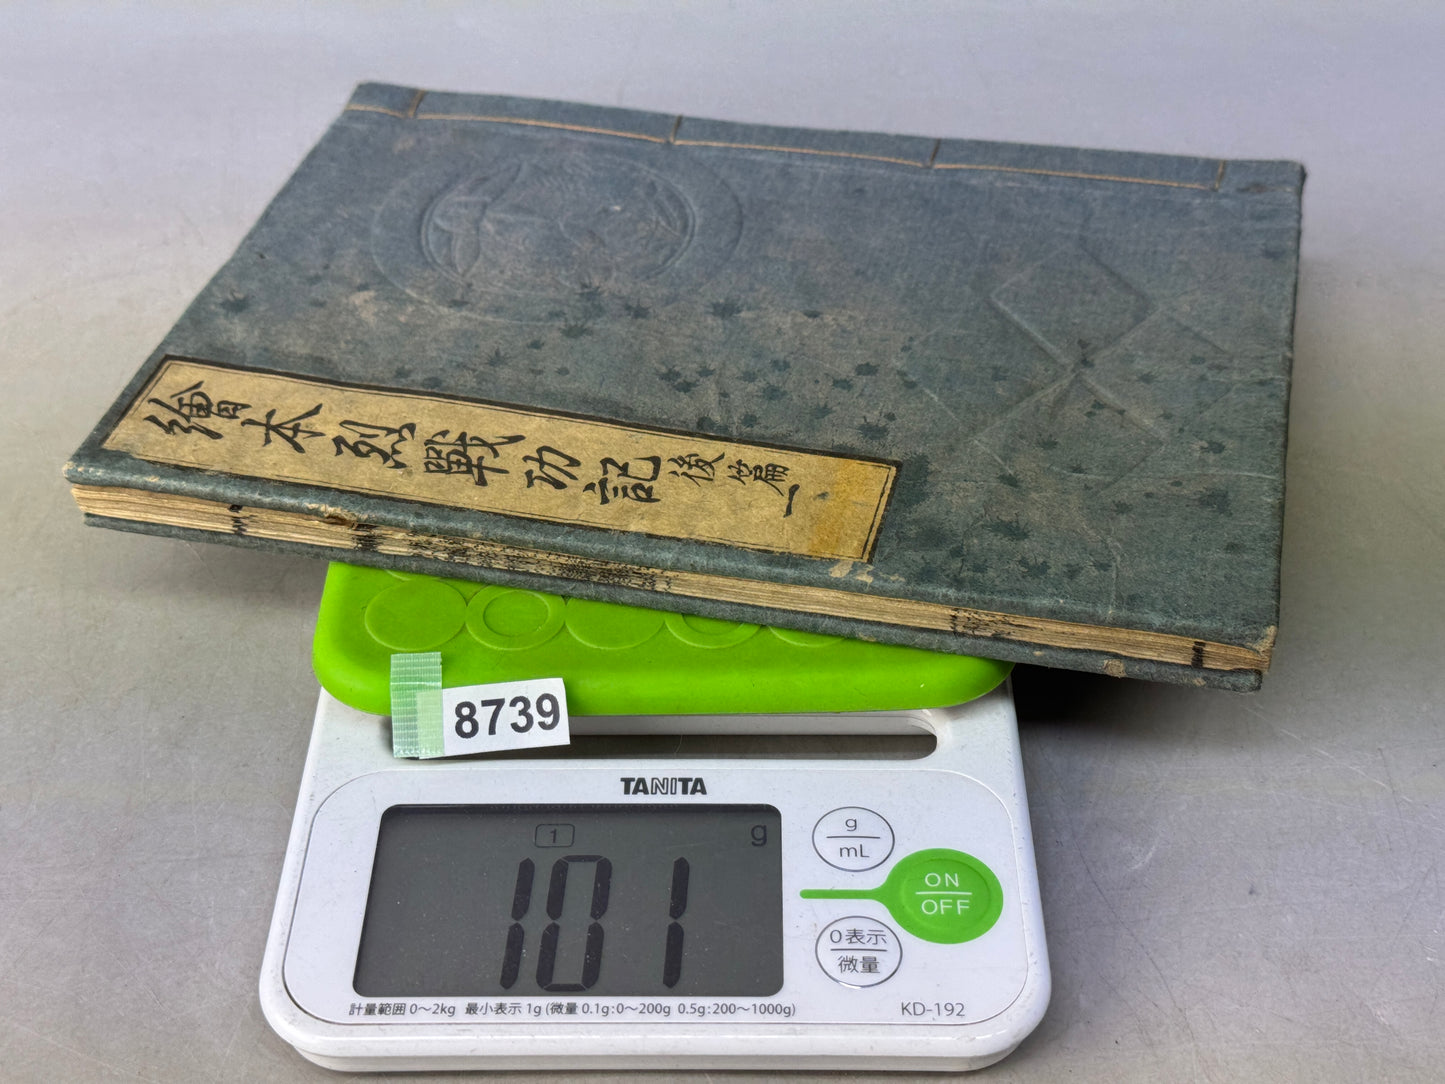 繪本烈戰功記後篇一
8739
TANITA
1
g
101
g
mL
ON
OFF
0表示
微量
計量範囲 0～2kg 最小表示 1g (微量 0.1g:0～200g 0.5g:200～1000g)
KD-192